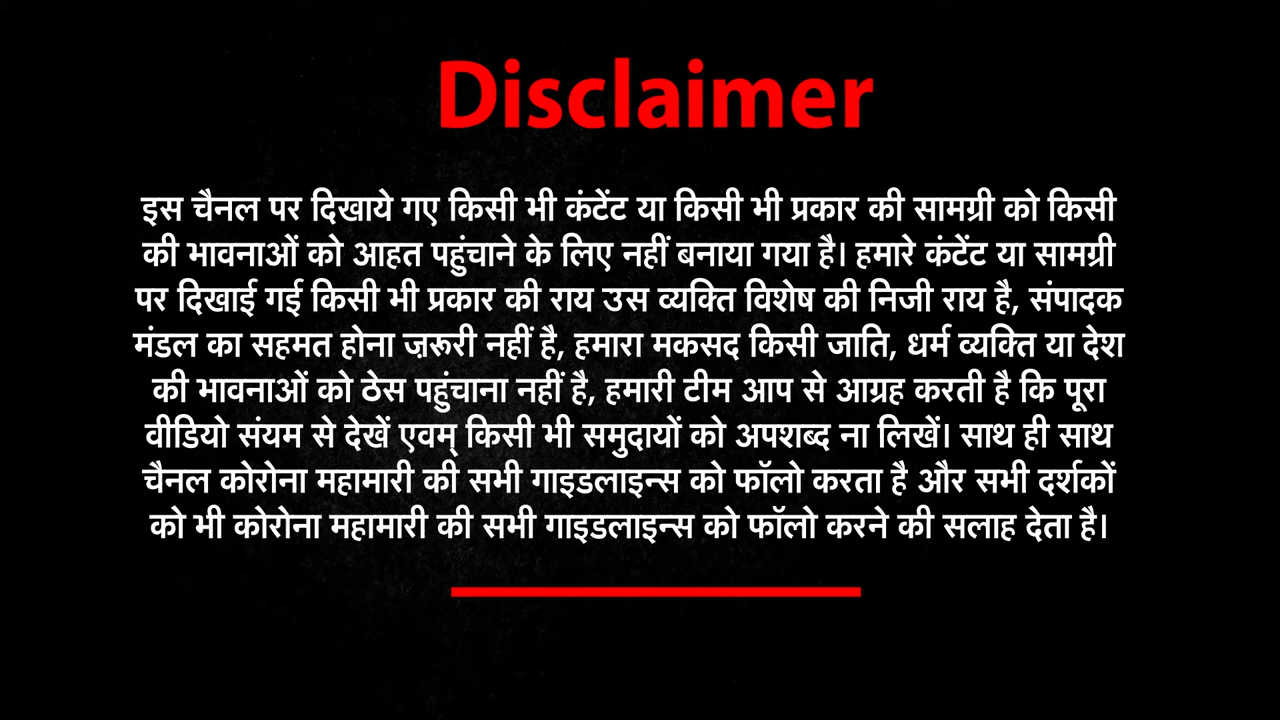 Disclaimer
इस चैनल पर दिखाये गए किसी भी कंटेंट या किसी भी प्रकार की सामग्री को किसी
की भावनाओं को आहत पहुंचाने के लिए नहीं बनाया गया है। हमारे कंटेंट या सामग्री
पर दिखाई गई किसी भी प्रकार की राय उस व्यक्ति विशेष की निजी राय है, संपादक
मंडल का सहमत होना ज़रूरी नहीं है, हमारा मकसद किसी जाति, धर्म व्यक्ति या देश
की भावनाओं को ठेस पहुंचाना नहीं है, हमारी टीम आप से आग्रह करती है कि पूरा
वीडियो संयम से देखें एवम् किसी भी समुदायों को अपशब्द ना लिखें। साथ ही साथ
चैनल कोरोना महामारी की सभी गाइडलाइन्स को फॉलो करता है और सभी दर्शकों
को भी कोरोना महामारी की सभी गाइडलाइन्स को फॉलो करने की सलाह देता है।